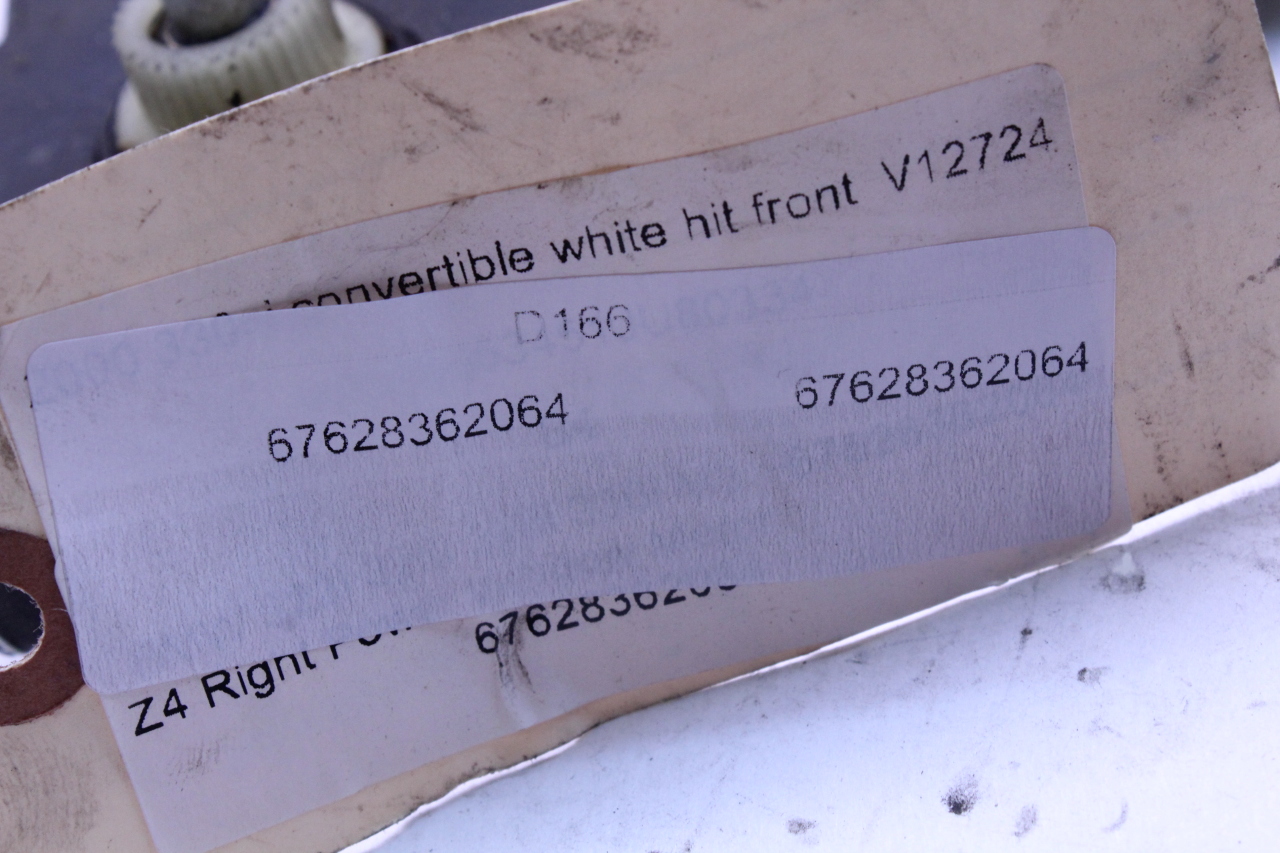 convertible white hit front V12724
D166
67628362064 67628362064
Z4 Right